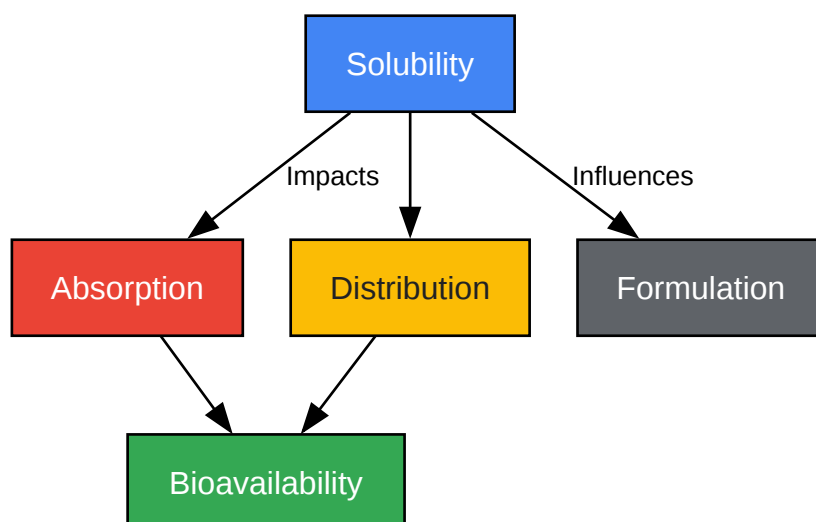 Solubility
Impacts
Influences
Absorption
Distribution
Formulation
Bioavailability